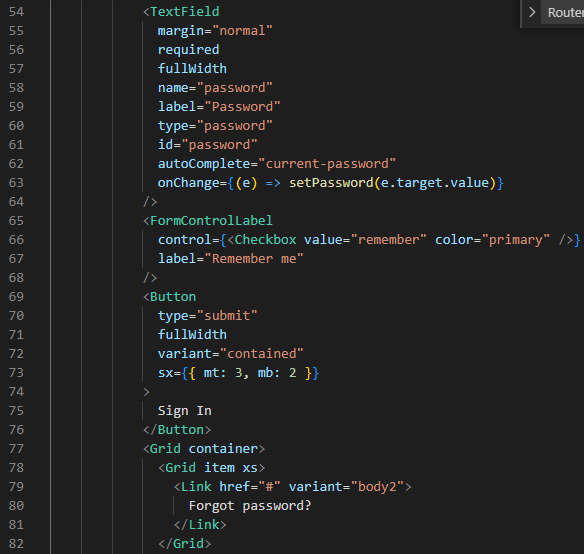 > Router
54 <TextField
55 margin="normal"
56 required
57 fullWidth
58 name="password"
59 label="Password"
60 type="password"
61 id="password"
62 autoComplete="current-password"
63 onChange={(e) => setPassword(e.target.value)}
64 />
65 <FormControlLabel
66 control={<Checkbox value="remember" color="primary" />}
67 label="Remember me"
68 />
69 <Button
70 type="submit"
71 fullWidth
72 variant="contained"
73 sx={{ mt: 3, mb: 2 }}
74 >
75 Sign In
76 </Button>
77 <Grid container>
78 <Grid item xs>
79 <Link href="#" variant="body2">
80 Forgot password?
81 </Link>
82 </Grid>